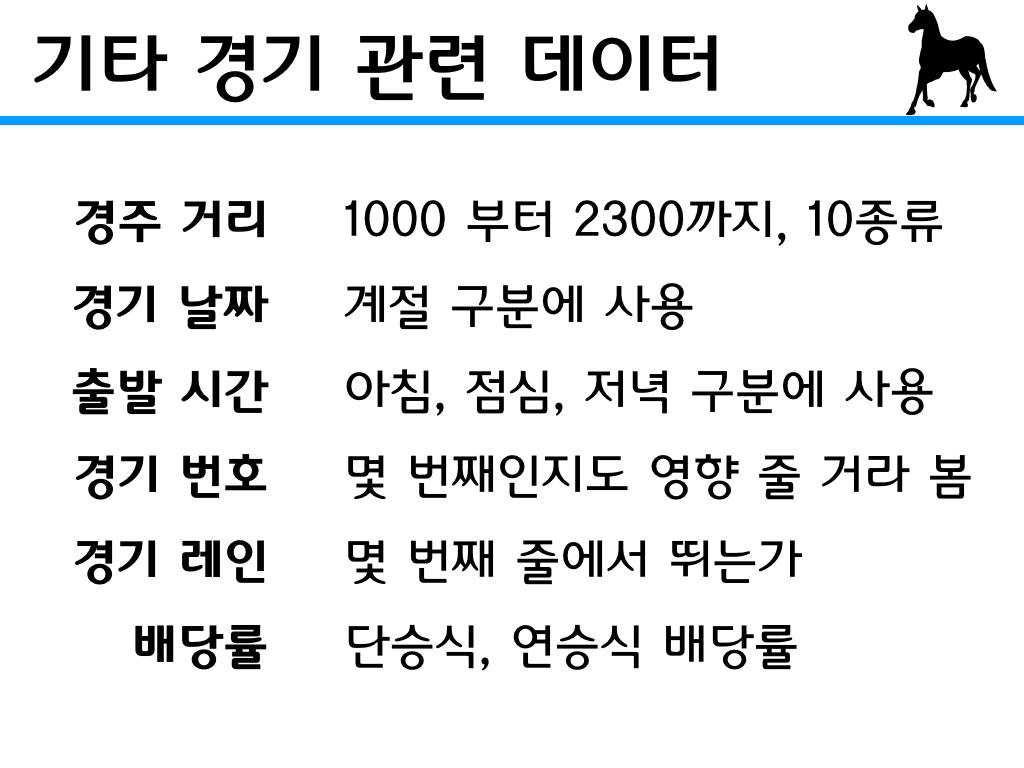 기타 경기 관련 데이터
경주 거리 1000 부터 2300까지, 10종류
경기 날짜 계절 구분에 사용
출발 시간 아침, 점심, 저녁 구분에 사용
경기 번호 몇 번째인지도 영향 줄 거라 봄
경기 레인 몇 번째 줄에서 뛰는가
배당률 단승식, 연승식 배당률